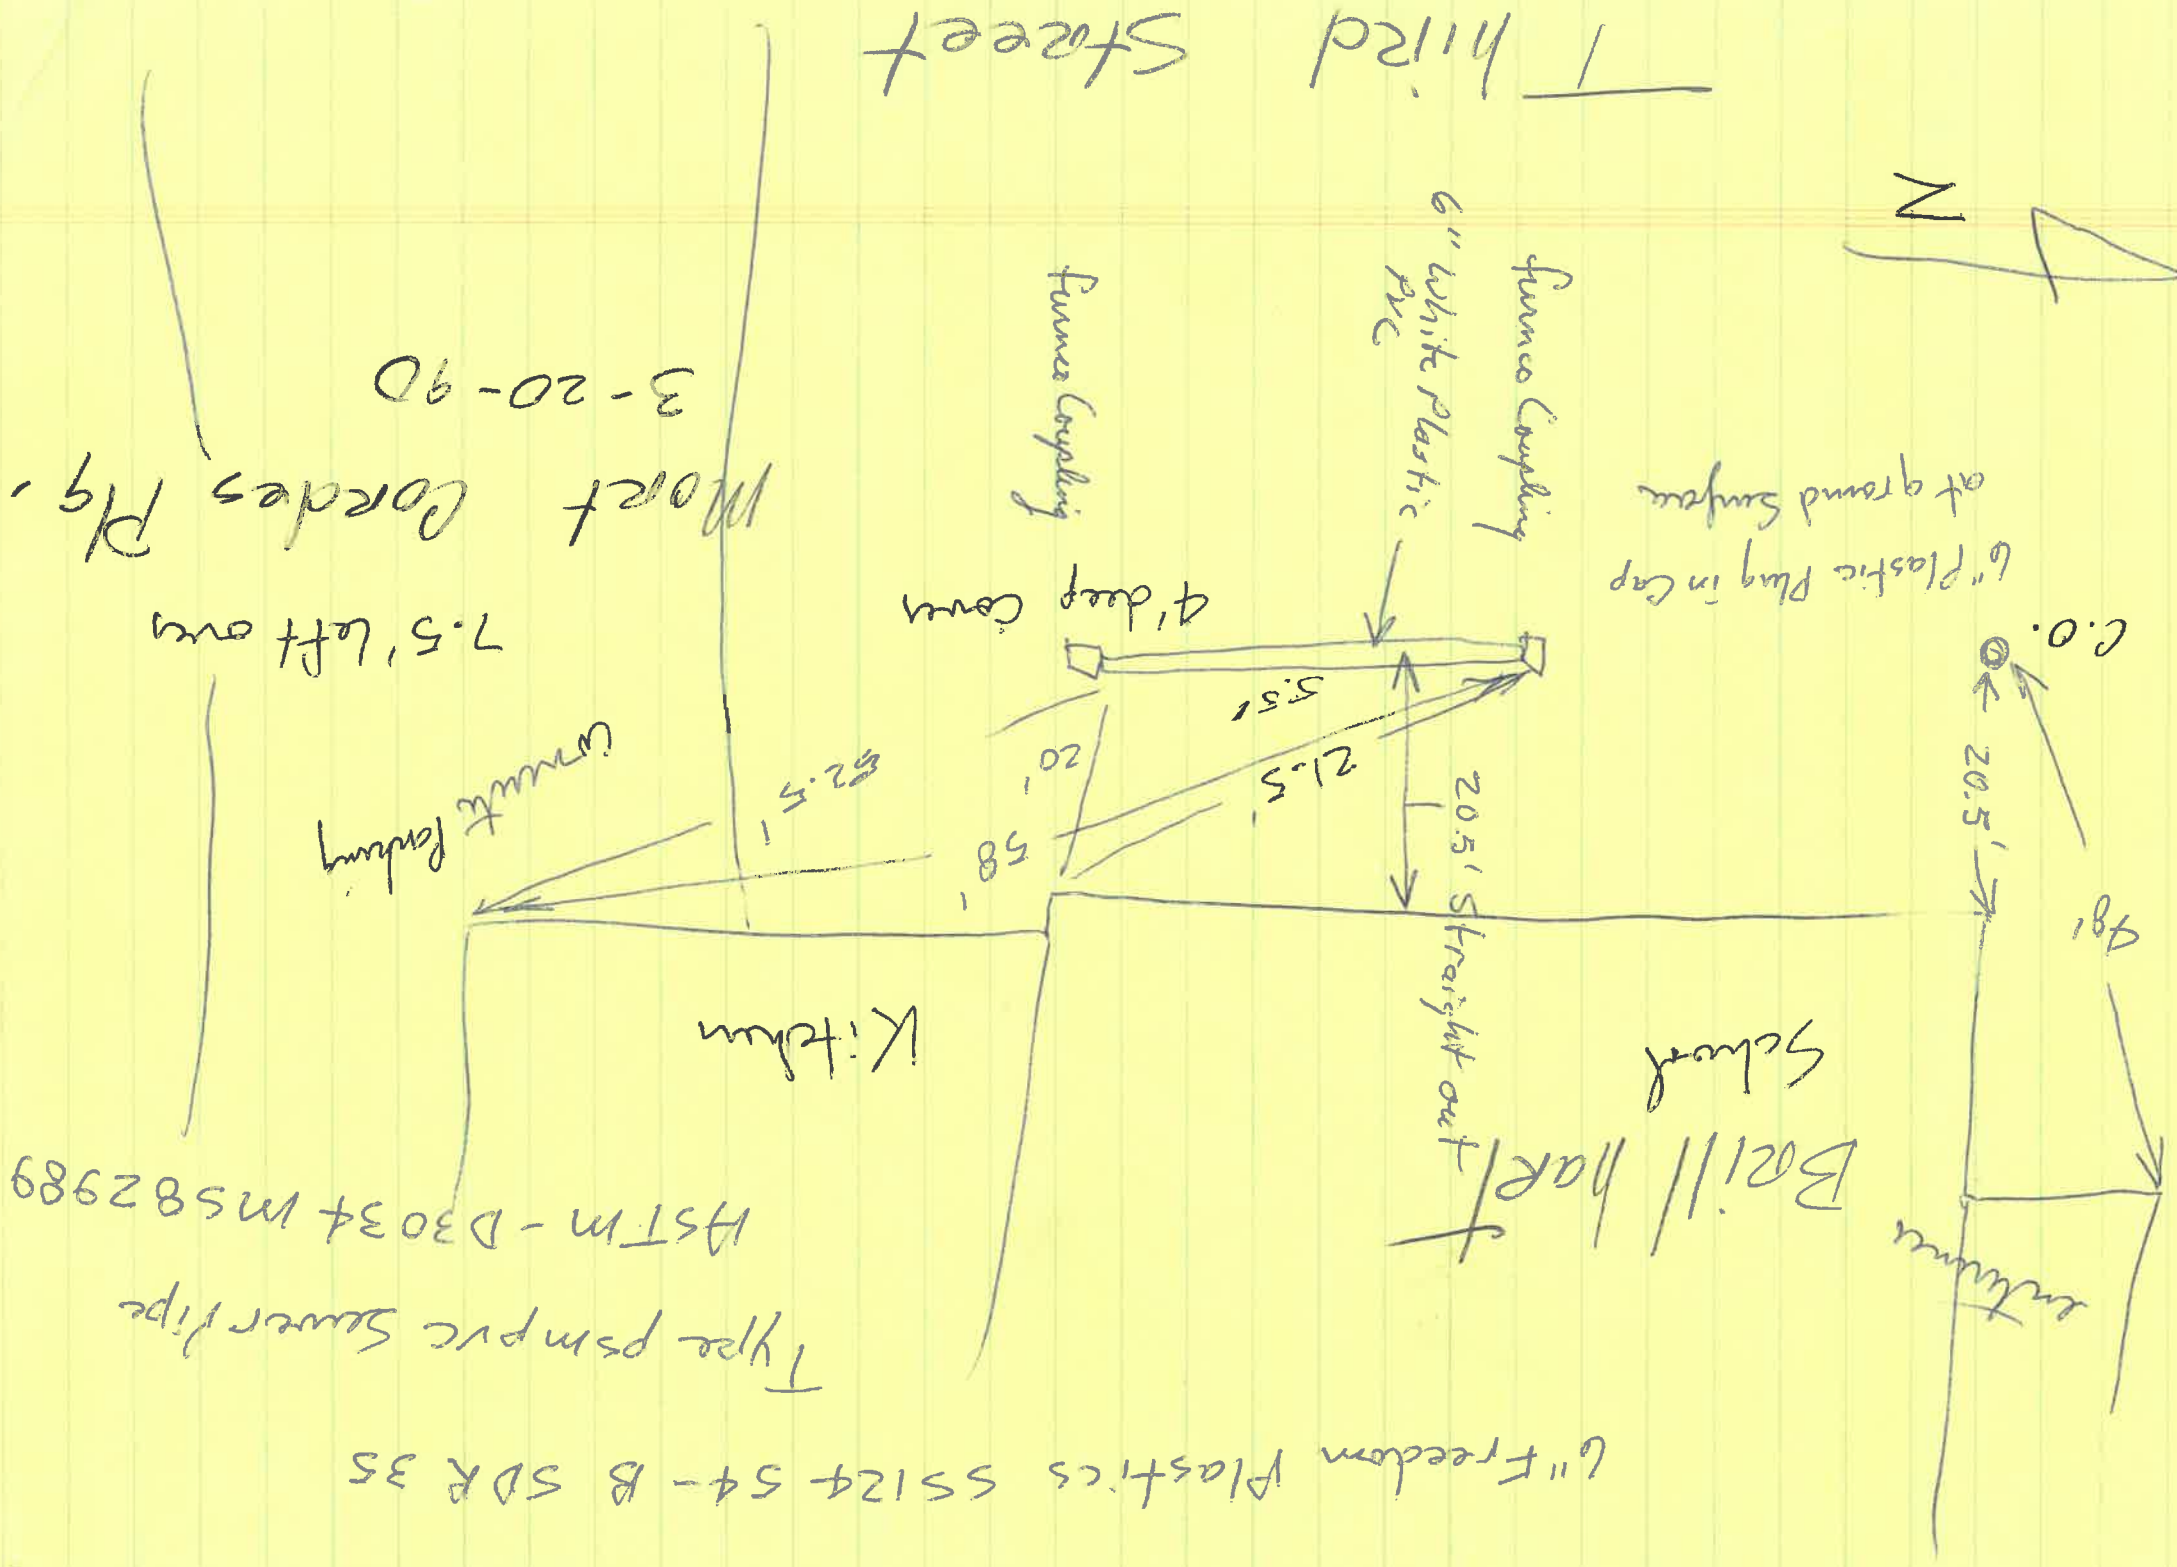 6" Freedom Plastics SS124 54-B SDR 35
Type psm pvc Sewer Pipe
ASTM-D3034 MS82989
entrance
Brill hart
School
Kitchen
48'
20.5'
20.5' Straight out
58'
52.5'
21.5'
20'
5.5'
Concrete Parking
C.O.
6" Plastic Plug in Cap
at ground Surface
4' deep Cover
7.5' left over
Mort Cordes Plg.
3-20-90
Furnco Coupling
6" White Plastic
PVC
Furnco Coupling
N
Third Street